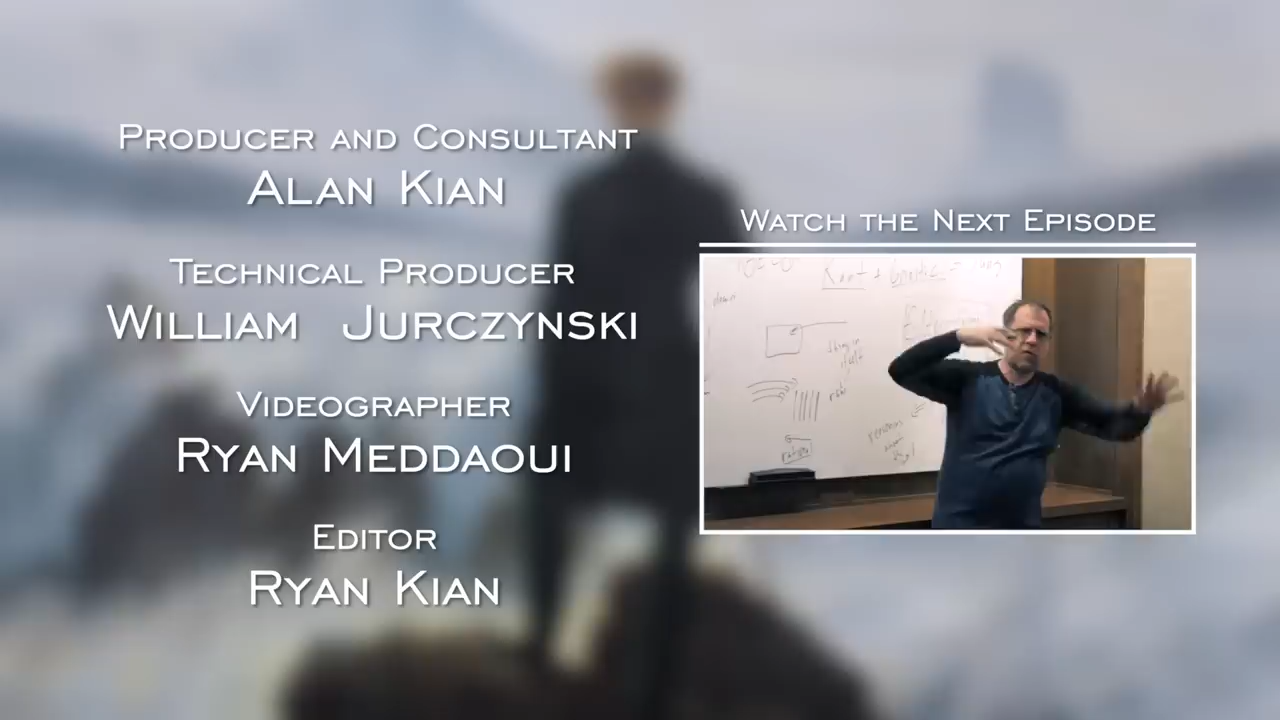 Producer and Consultant
Alan Kian
Technical Producer
William Jurczynski
Videographer
Ryan Meddaoui
Editor
Ryan Kian
Watch the Next Episode
down